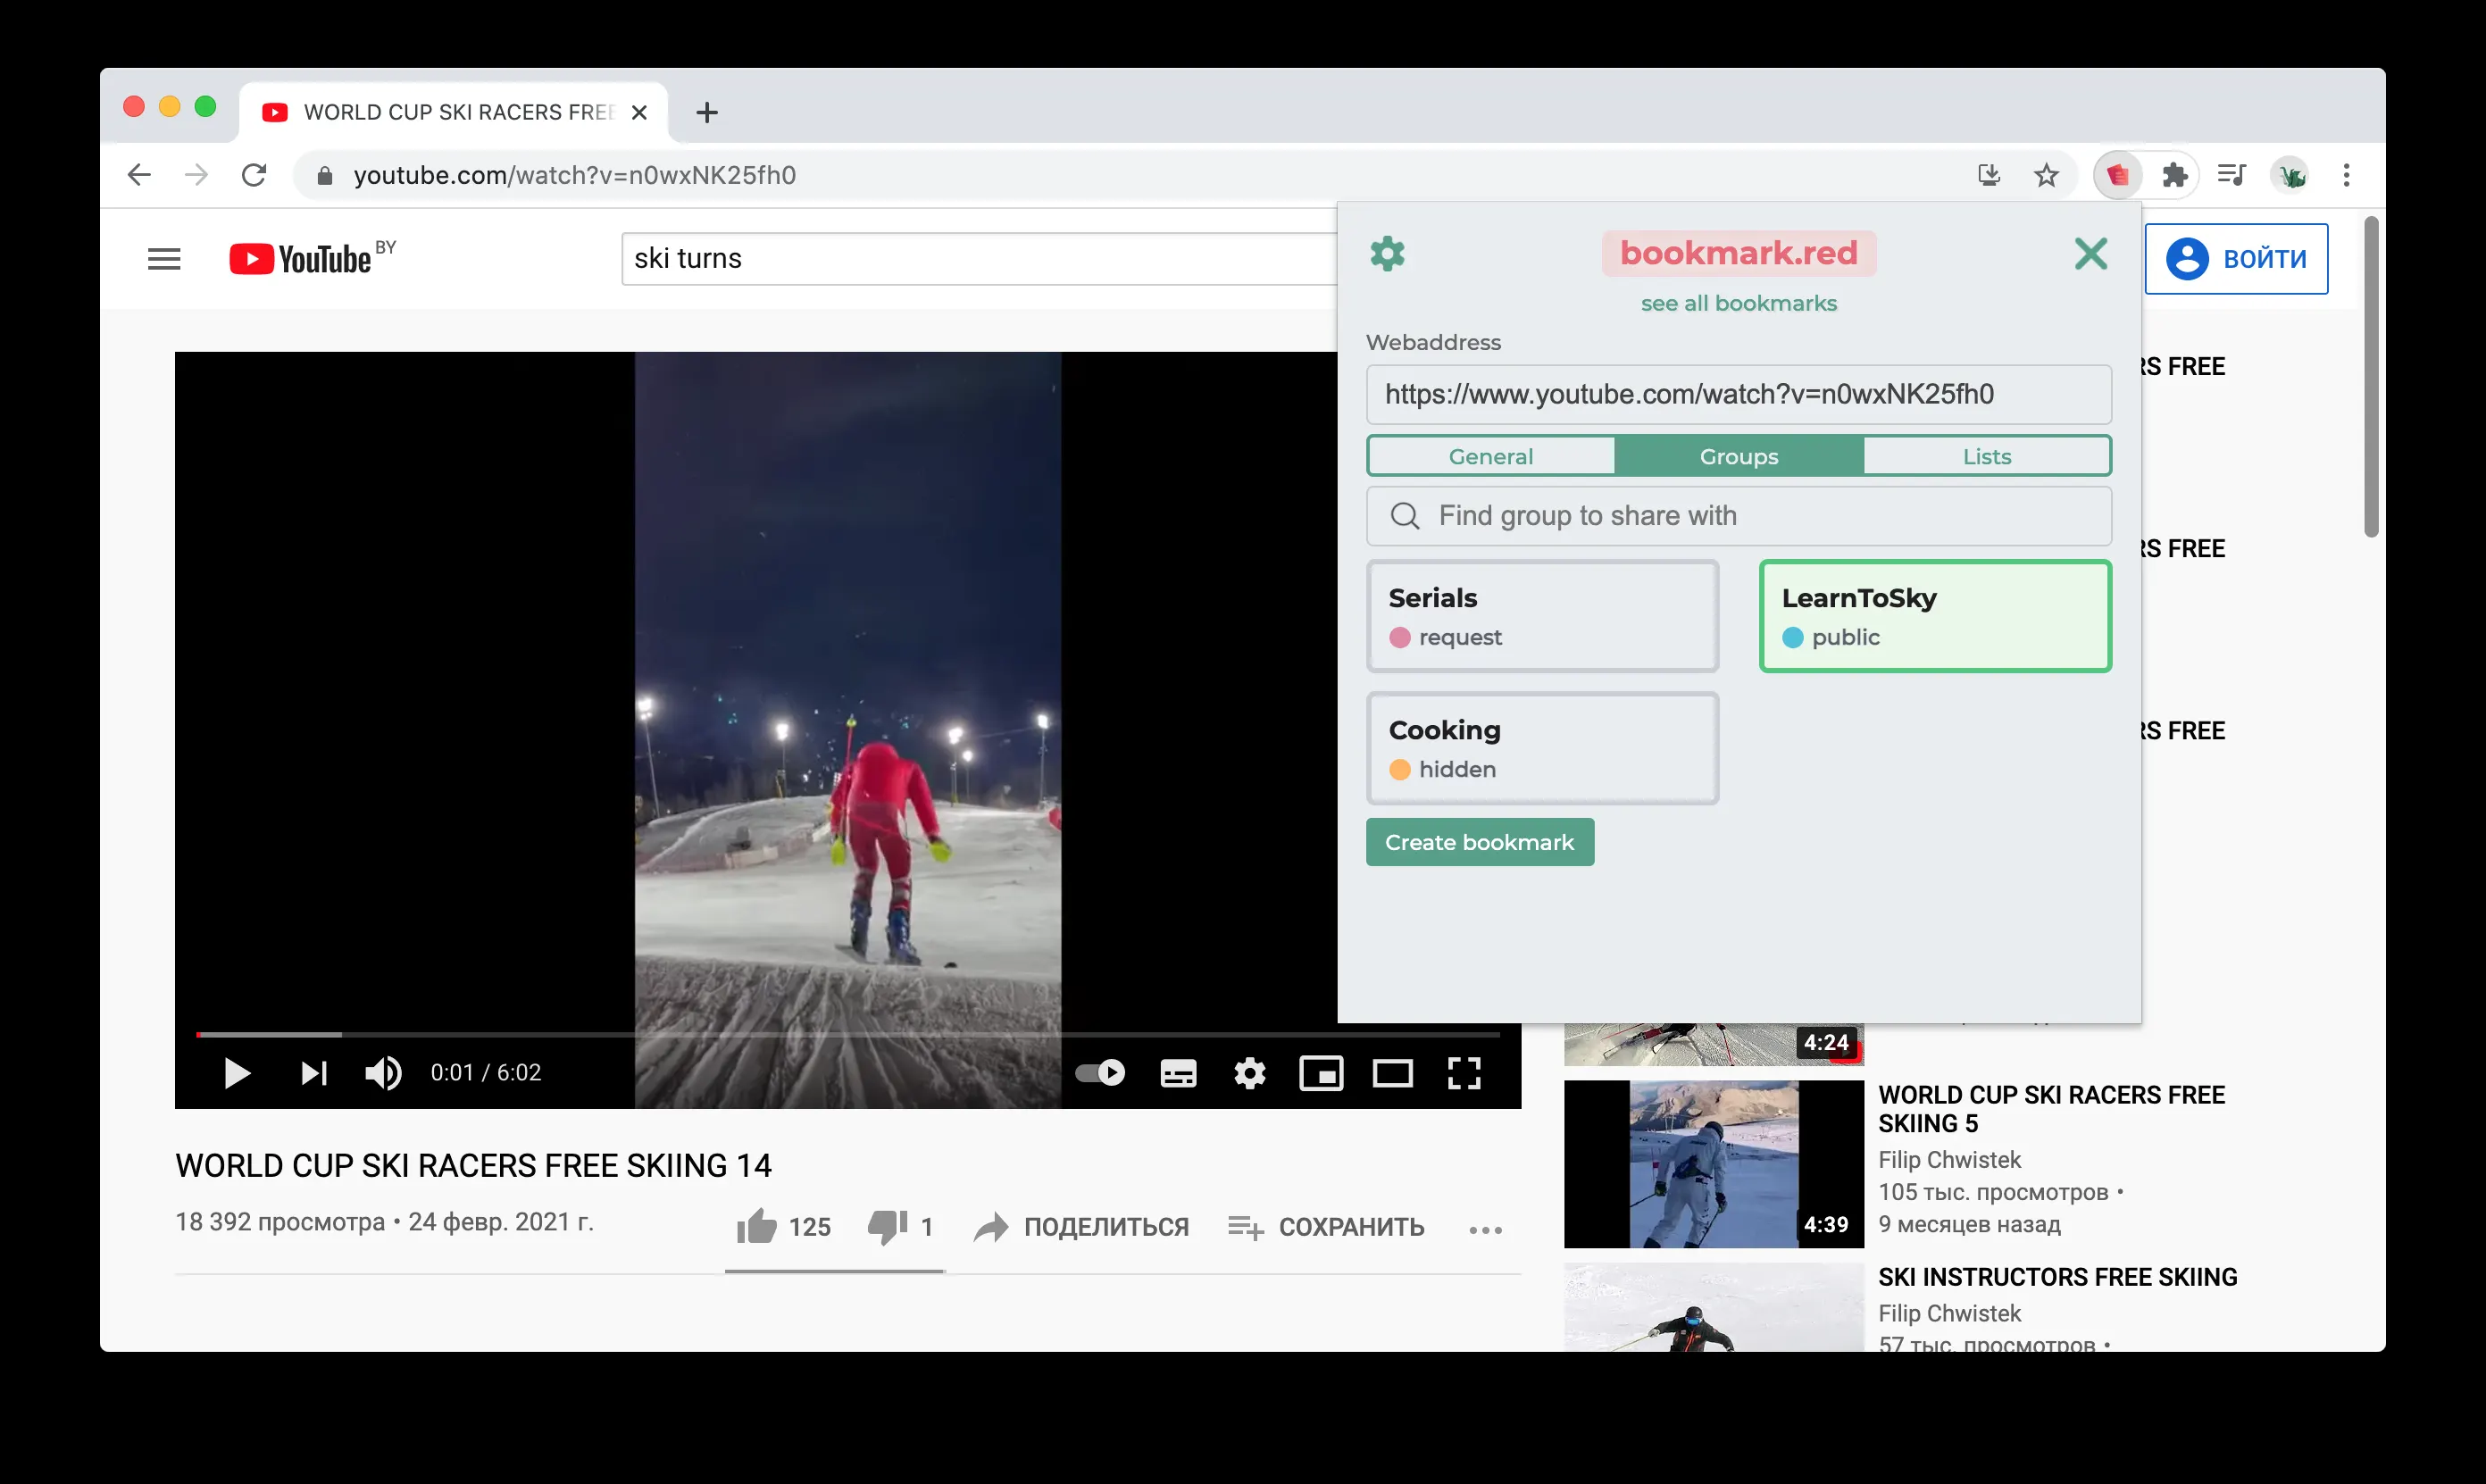 WORLD CUP SKI RACERS FREE
youtube.com/watch?v=n0wxNK25fh0
YouTube BY
ski turns
ВОЙТИ
bookmark.red
see all bookmarks
Webaddress
https://www.youtube.com/watch?v=n0wxNK25fh0
General Groups Lists
Find group to share with
Serials
request
LearnToSky
public
Cooking
hidden
Create bookmark
FREE
FREE
FREE
0:01 / 6:02
WORLD CUP SKI RACERS FREE SKIING 14
18 392 просмотра • 24 февр. 2021 г.
125 1 ПОДЕЛИТЬСЯ СОХРАНИТЬ
4:24
4:39
WORLD CUP SKI RACERS FREE
SKIING 5
Filip Chwistek
105 тыс. просмотров •
9 месяцев назад
SKI INSTRUCTORS FREE SKIING
Filip Chwistek
57 тыс. просмотров •